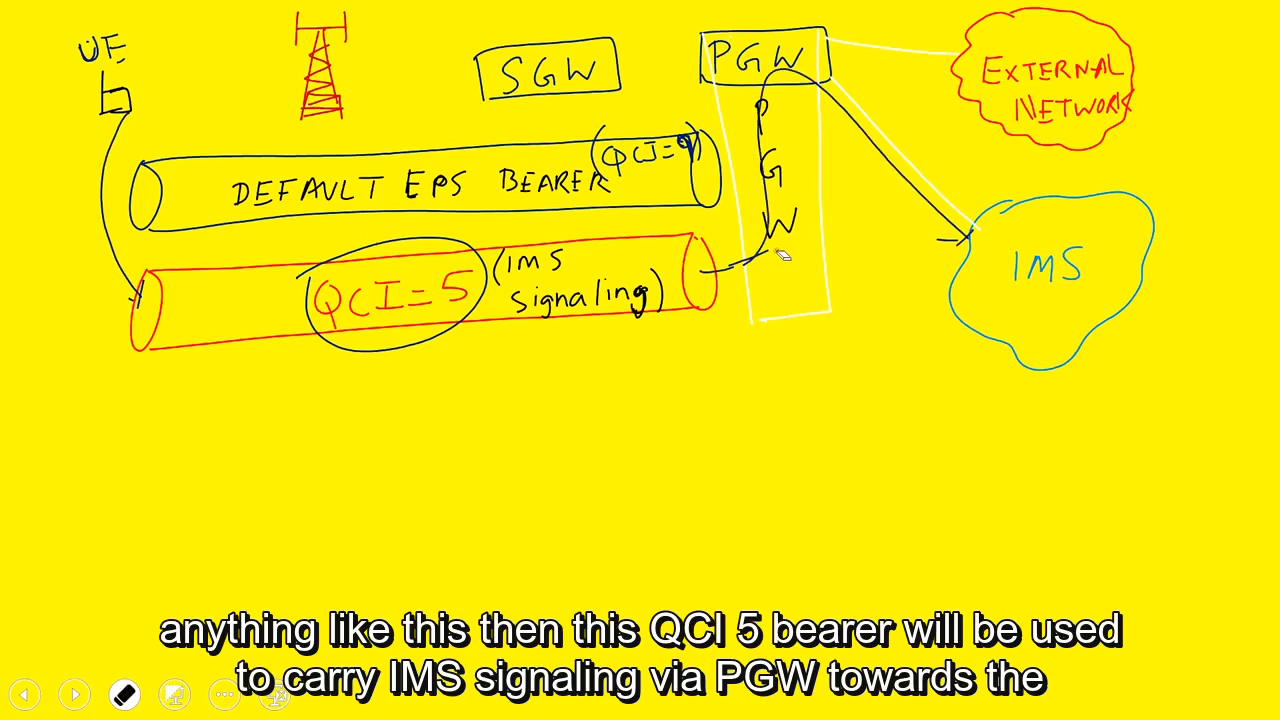 UE
SGW
PGW
EXTERNAL
NETWORK
(QCI=9)
DEFAULT EPS BEARER
PGW
QCI=5
(IMS
signaling)
IMS
anything like this then this QCI 5 bearer will be used
to carry IMS signaling via PGW towards the